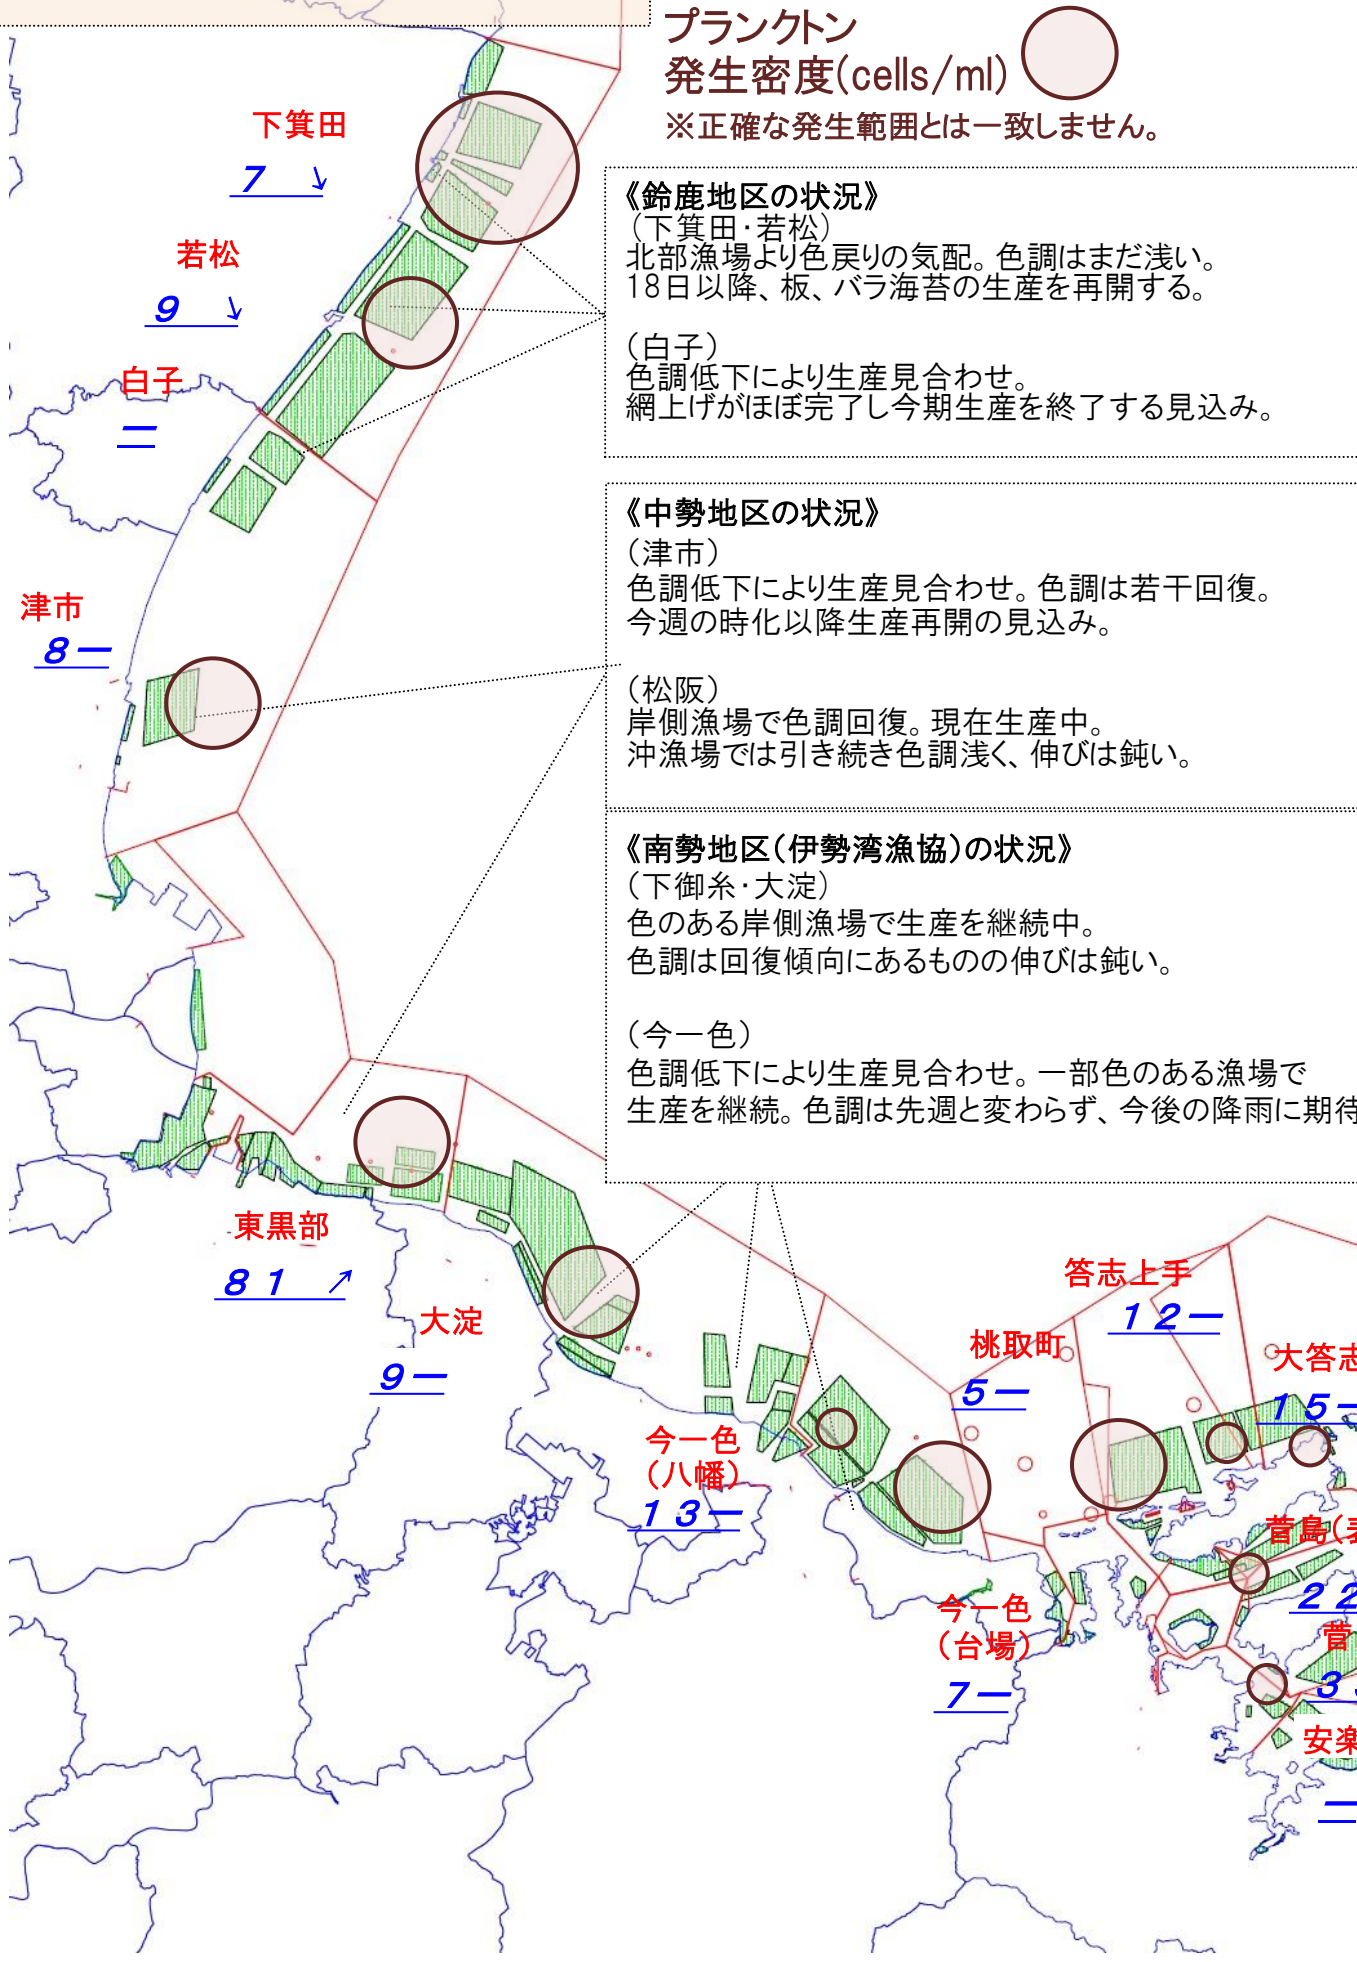 プランクトン
発生密度(cells/ml)
※正確な発生範囲とは一致しません。
下箕田
7 ↓
若松
9 ↓
白子
―
津市
8―
《鈴鹿地区の状況》
（下箕田・若松）
北部漁場より色戻りの気配。色調はまだ浅い。
18日以降、板、バラ海苔の生産を再開する。
（白子）
色調低下により生産見合わせ。
網上げがほぼ完了し今期生産を終了する見込み。
《中勢地区の状況》
（津市）
色調低下により生産見合わせ。色調は若干回復。
今週の時化以降生産再開の見込み。
（松阪）
岸側漁場で色調回復。現在生産中。
沖漁場では引き続き色調浅く、伸びは鈍い。
《南勢地区（伊勢湾漁協）の状況》
（下御糸・大淀）
色のある岸側漁場で生産を継続中。
色調は回復傾向にあるものの伸びは鈍い。
（今一色）
色調低下により生産見合わせ。一部色のある漁場で
生産を継続。色調は先週と変わらず、今後の降雨に期待
東黒部
８１ ↗
大淀
9―
今一色
（八幡）
１３―
桃取町
5―
答志上手
１２―
大答志
１５―
今一色
（台場）
7―
菅島(表
２２
菅
３３
安楽
―